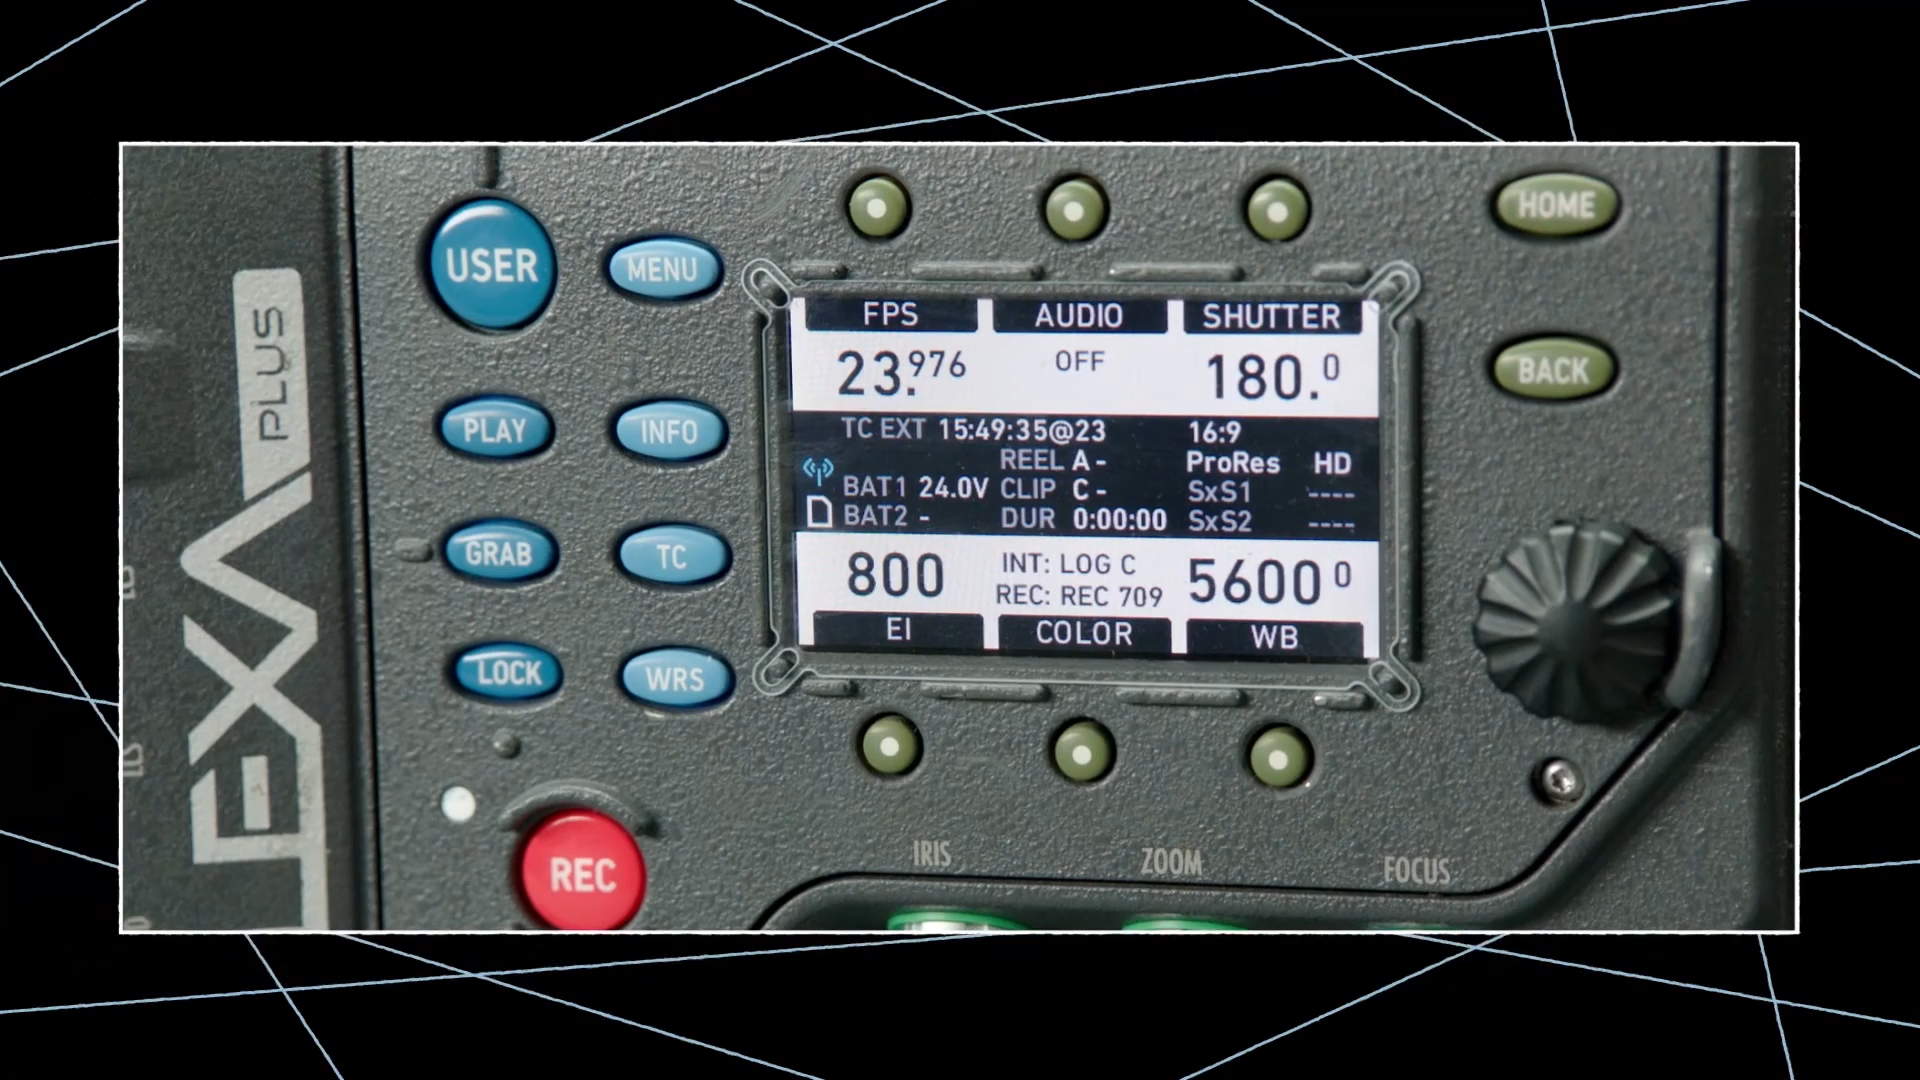 HOME
USER
MENU
FPS
AUDIO
SHUTTER
23.976
OFF
180.0
BACK
PLAY
INFO
TC EXT 15:49:35@23
16:9
REEL A -
ProRes HD
BAT1 24.0V
CLIP C -
SxS1 ----
BAT2 -
DUR 0:00:00
SxS2 ----
GRAB
TC
800
INT: LOG C
REC: REC 709
5600 0
EI
COLOR
WB
LOCK
WRS
REC
IRIS
ZOOM
FOCUS
PLUS